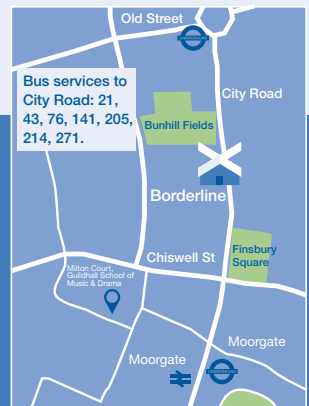 Old Street
Bus services to
City Road: 21,
43, 76, 141, 205,
214, 271.
City Road
Bunhill Fields
Borderline
Finsbury
Square
Chiswell St
Milton Court,
Guildhall School of
Music & Drama
Moorgate
Moorgate